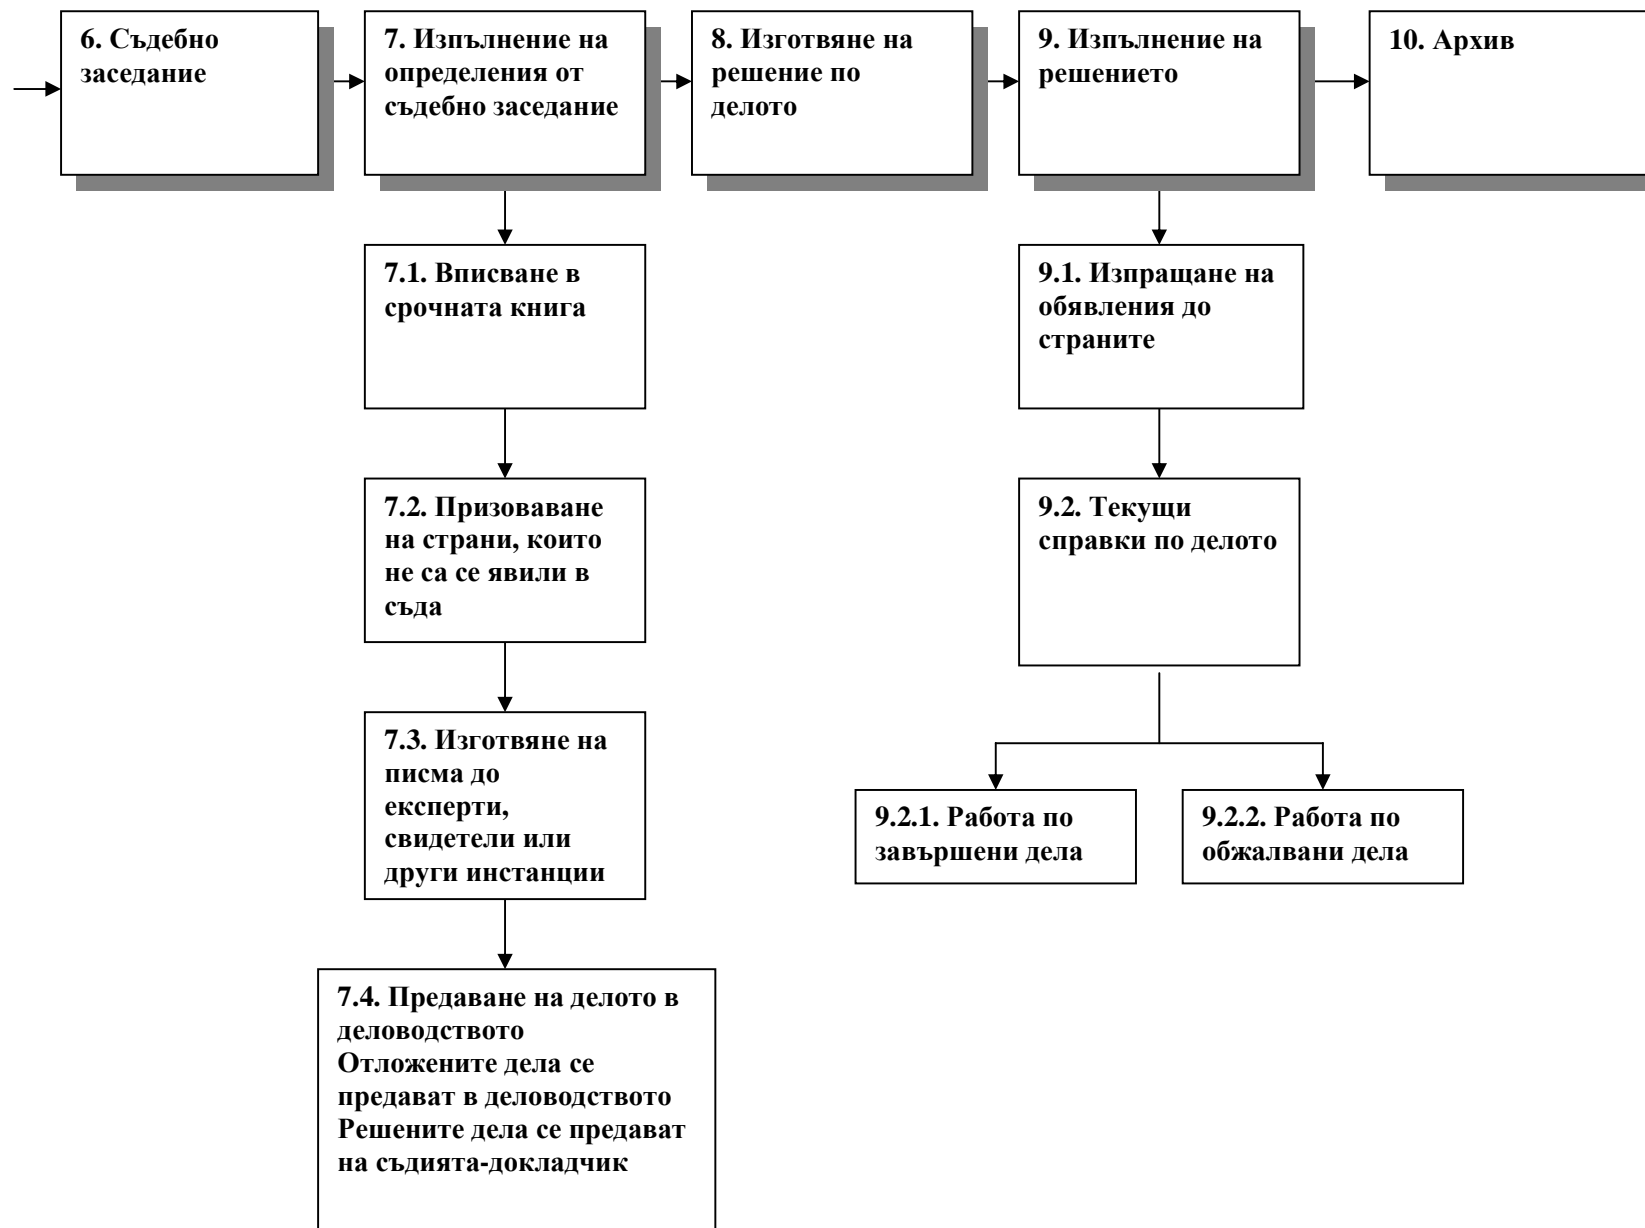 6. Съдебно
заседание
7. Изпълнение на
определения от
съдебно заседание
8. Изготвяне на
решение по
делото
9. Изпълнение на
решението
10. Архив
7.1. Вписване в
срочната книга
9.1. Изпращане на
обявления до
страните
7.2. Призоваване
на страни, които
не са се явили в
съда
9.2. Текущи
справки по делото
7.3. Изготвяне на
писма до
експерти,
свидетели или
други инстанции
9.2.1. Работа по
завършени дела
9.2.2. Работа по
обжалвани дела
7.4. Предаване на делото в
деловодството
Отложените дела се
предават в деловодството
Решените дела се предават
на съдията-докладчик